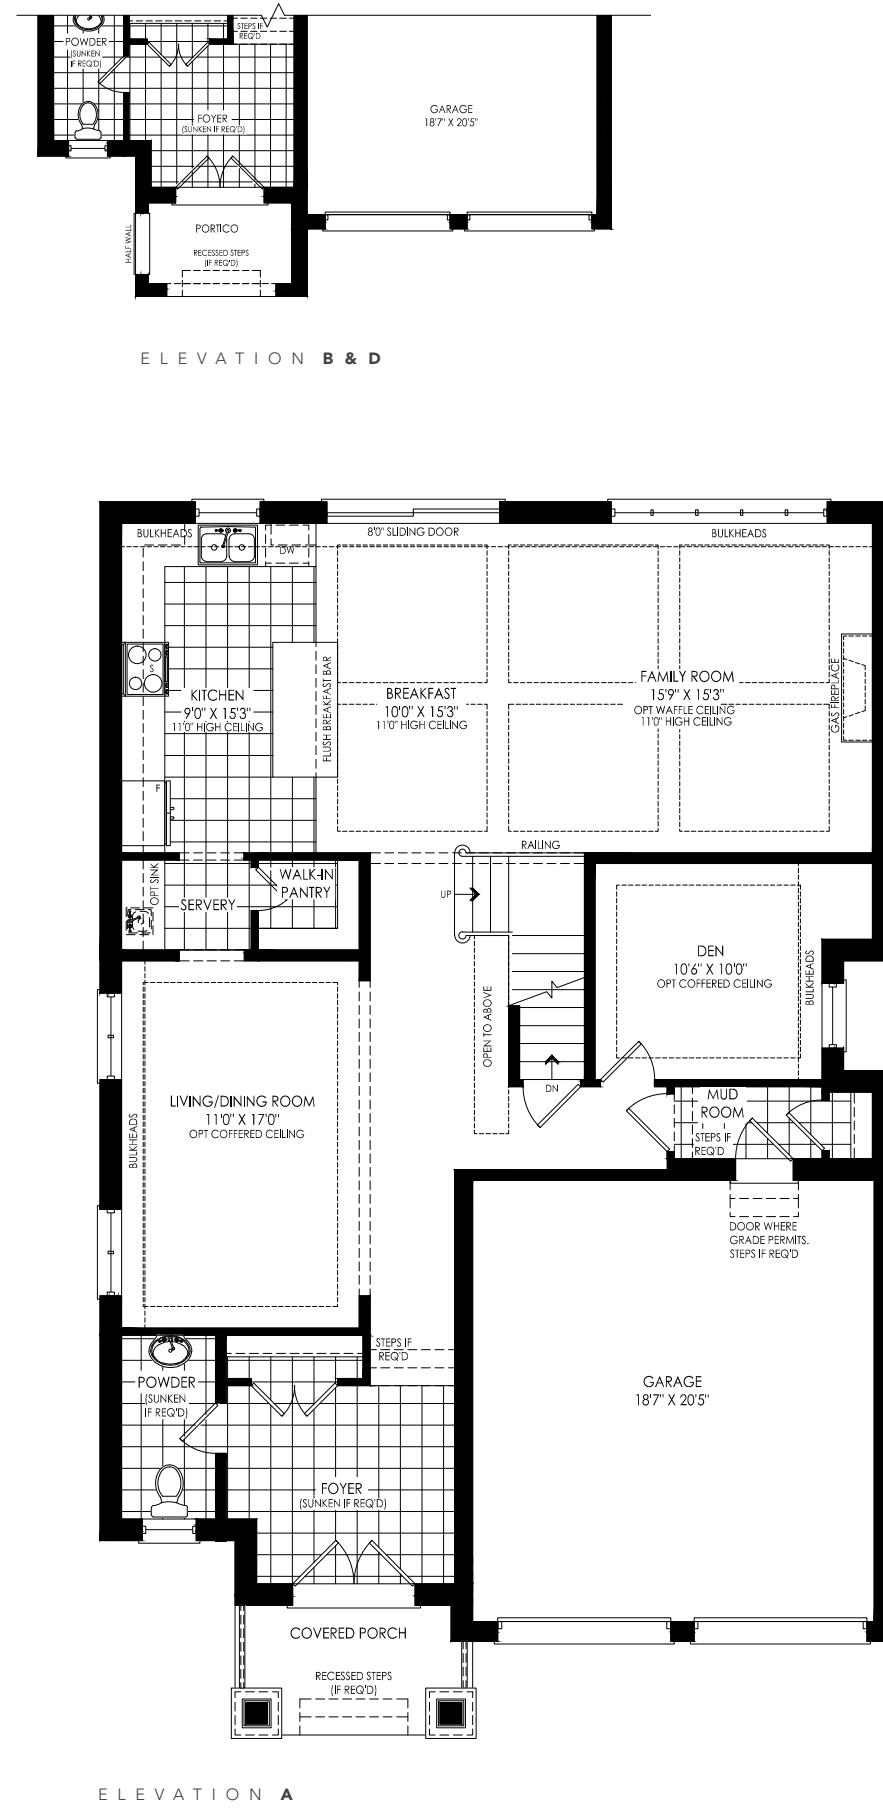 STEPS IF
REQ'D
POWDER
(SUNKEN
IF REQ'D)
FOYER
(SUNKEN IF REQ'D)
GARAGE
18'7" X 20'5"
HALF WALL
PORTICO
RECESSED STEPS
(IF REQ'D)
ELEVATION B & D
BULKHEADS
DW
8'0" SLIDING DOOR
BULKHEADS
S
KITCHEN
9'0" X 15'3"
11'0" HIGH CEILING
FLUSH BREAKFAST BAR
BREAKFAST
10'0" X 15'3"
11'0" HIGH CEILING
FAMILY ROOM
15'9" X 15'3"
OPT WAFFLE CEILING
11'0" HIGH CEILING
GAS FIREPLACE
F
RAILING
OPT SINK
SERVERY
WALK-IN
PANTRY
UP
DEN
10'6" X 10'0"
OPT COFFERED CEILING
BULKHEADS
OPEN TO ABOVE
DN
LIVING/DINING ROOM
11'0" X 17'0"
OPT COFFERED CEILING
BULKHEADS
MUD
ROOM
STEPS IF
REQ'D
DOOR WHERE
GRADE PERMITS.
STEPS IF REQ'D
STEPS IF
REQ'D
POWDER
(SUNKEN
IF REQ'D)
GARAGE
18'7" X 20'5"
FOYER
(SUNKEN IF REQ'D)
COVERED PORCH
RECESSED STEPS
(IF REQ'D)
ELEVATION A